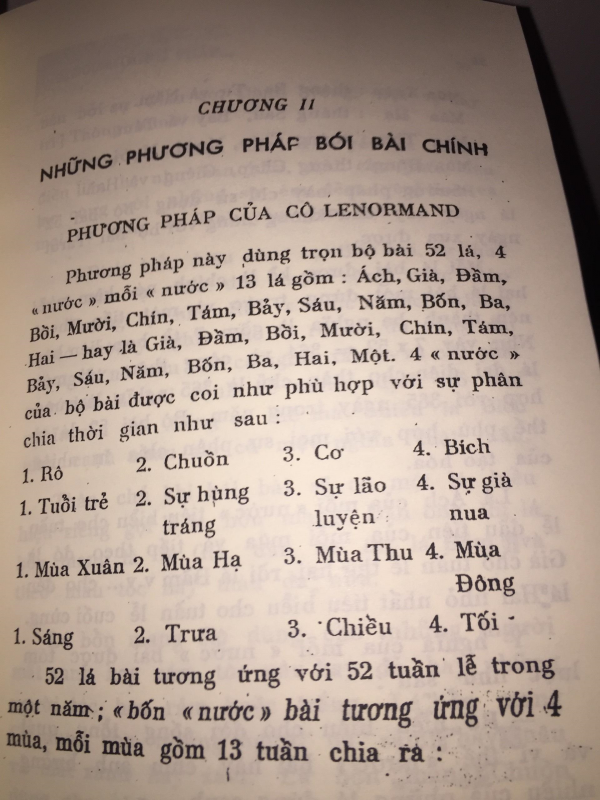 CHƯƠNG II
NHỮNG PHƯƠNG PHÁP BÓI BÀI CHÍNH
PHƯƠNG PHÁP CỦA CÔ LENORMAND
Phương pháp này dùng trọn bộ bài 52 lá, 4
« nước » mỗi « nước » 13 lá gồm : Ách, Già, Đầm,
Bồi, Mười, Chín, Tám, Bảy, Sáu, Năm, Bốn, Ba,
Hai — hay là Già, Đầm, Bồi, Mười, Chín, Tám,
Bảy, Sáu, Năm, Bốn, Ba, Hai, Một. 4 « nước »
của bộ bài được coi như phù hợp với sự phân
chia thời gian như sau :
1. Rô 2. Chuồn 3. Cơ 4. Bích
1. Tuổi trẻ 2. Sự hùng 3. Sự lão 4. Sự già
tráng luyện nua
1. Mùa Xuân 2. Mùa Hạ 3. Mùa Thu 4. Mùa
Đông
1. Sáng 2. Trưa 3. Chiều 4. Tối
52 lá bài tương ứng với 52 tuần lễ trong
một năm ; «bốn «nước» bài tương ứng với 4
mùa, mỗi mùa gồm 13 tuần chia ra :